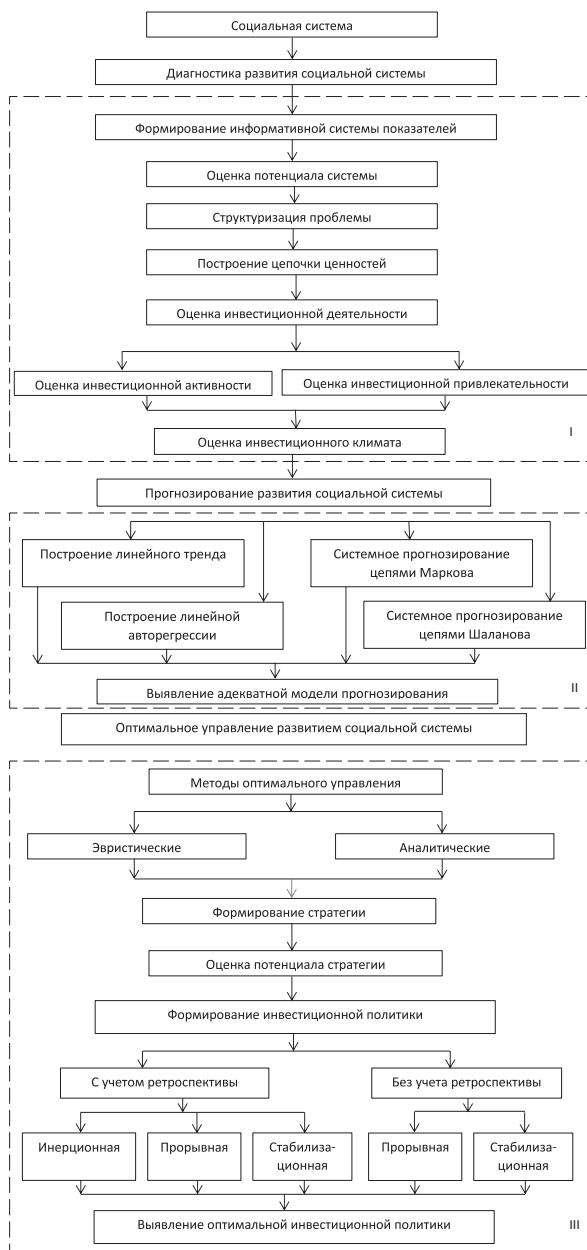 Социальная система
Диагностика развития социальной системы
Формирование информативной системы показателей
Оценка потенциала системы
Структуризация проблемы
Построение цепочки ценностей
Оценка инвестиционной деятельности
Оценка инвестиционной активности
Оценка инвестиционной привлекательности
Оценка инвестиционного климата
I
Прогнозирование развития социальной системы
Построение линейного тренда
Системное прогнозирование
цепями Маркова
Построение линейной
авторегрессии
Системное прогнозирование
цепями Шаланова
Выявление адекватной модели прогнозирования
II
Оптимальное управление развитием социальной системы
Методы оптимального управления
Эвристические
Аналитические
Формирование стратегии
Оценка потенциала стратегии
Формирование инвестиционной политики
С учетом ретроспективы
Без учета ретроспективы
Инерционная
Прорывная
Стабилиза-
ционная
Прорывная
Стабилиза-
ционная
Выявление оптимальной инвестиционной политики
III